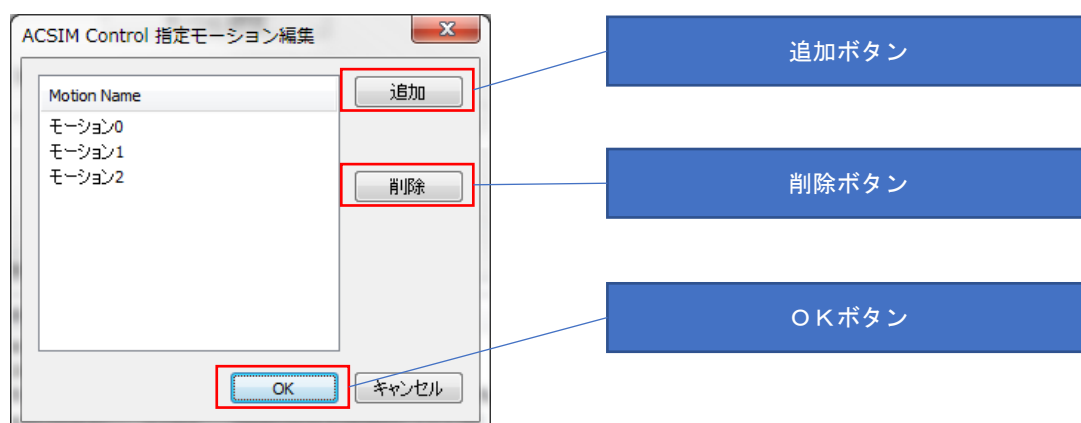 ACSIM Control 指定モーション編集
Motion Name
モーション0
モーション1
モーション2
追加
削除
OK
キャンセル
追加ボタン
削除ボタン
ＯＫボタン